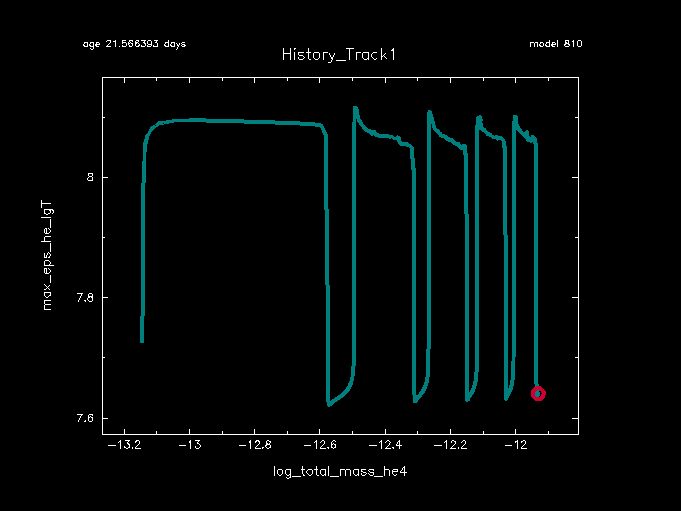 age 21.566393 days
model 810
History_Track1
8
7.8
7.6
max_eps_he_lgT
−13.2 −13 −12.8 −12.6 −12.4 −12.2 −12
log_total_mass_he4